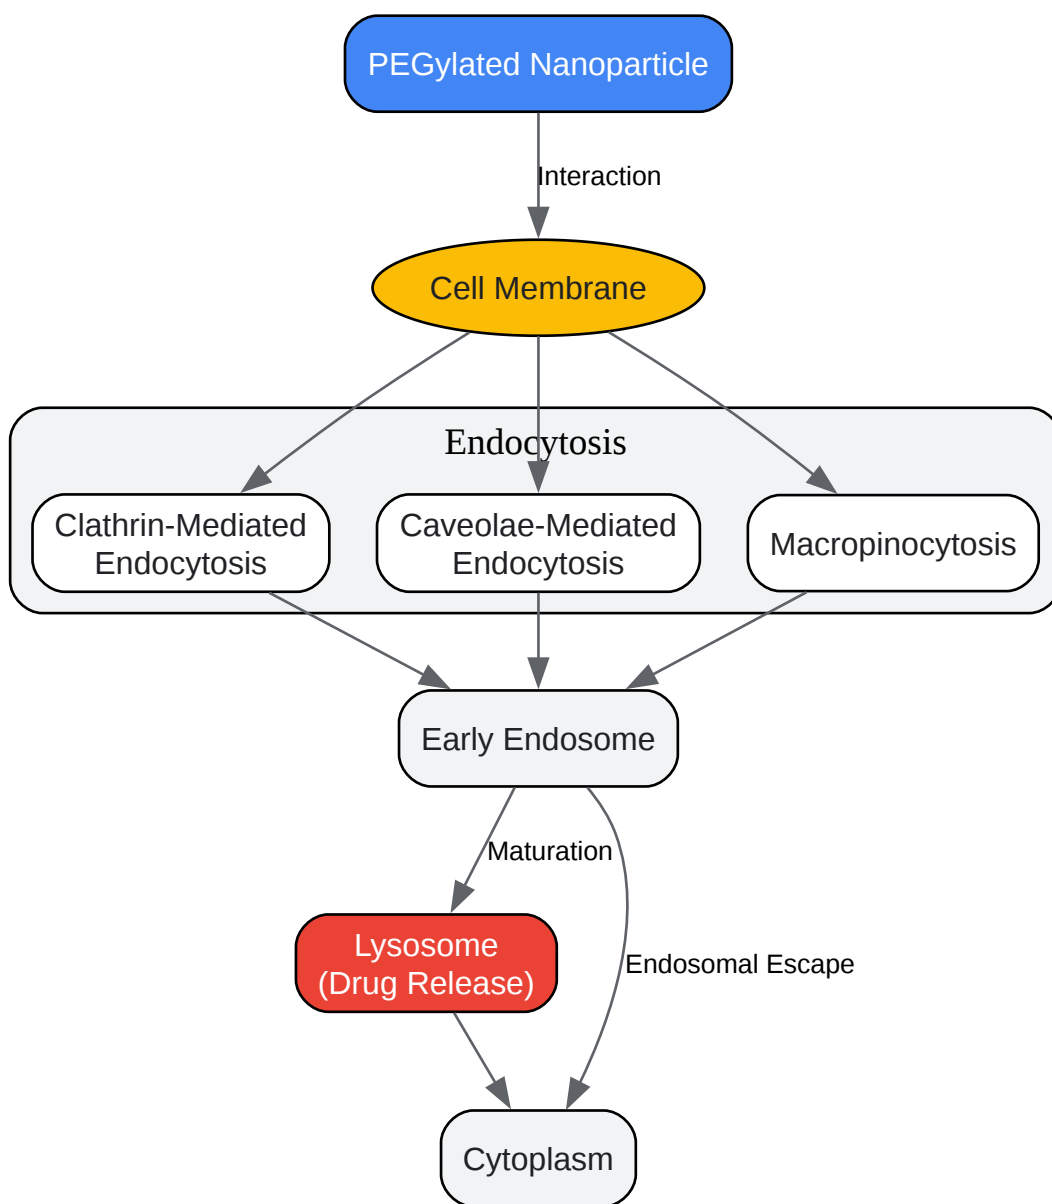 PEGylated Nanoparticle
Interaction
Cell Membrane
Endocytosis
Clathrin-Mediated
Endocytosis
Caveolae-Mediated
Endocytosis
Macropinocytosis
Early Endosome
Maturation
Lysosome
(Drug Release)
Endosomal Escape
Cytoplasm